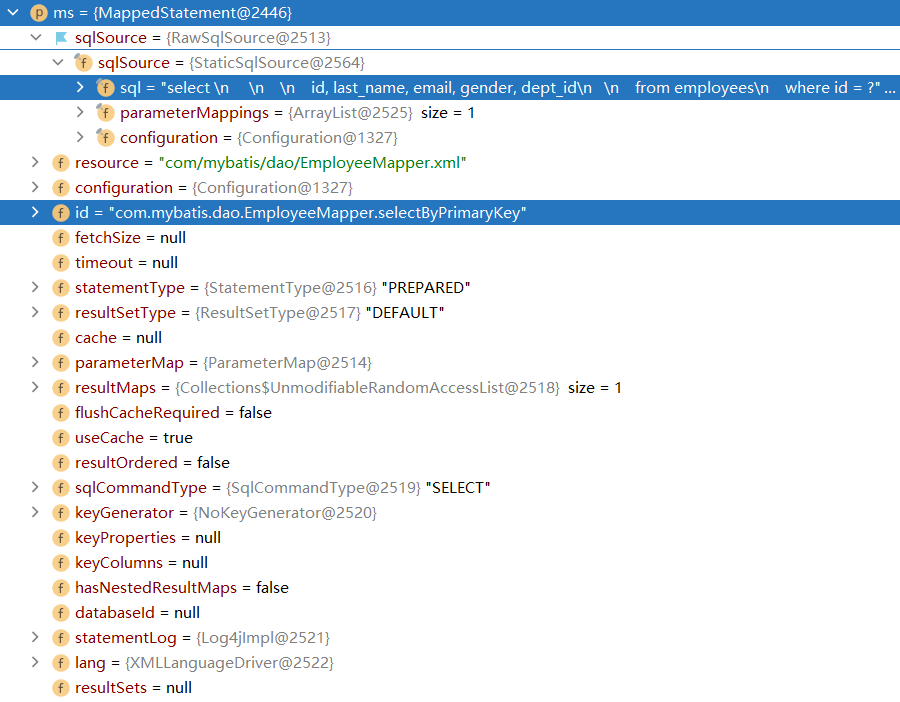 p ms = {MappedStatement@2446}
sqlSource = {RawSqlSource@2513}
f sqlSource = {StaticSqlSource@2564}
f sql = "select \n    \n    \n    id, last_name, email, gender, dept_id\n   \n    from employees\n    where id = ?" ...
f parameterMappings = {ArrayList@2525} size = 1
f configuration = {Configuration@1327}
f resource = "com/mybatis/dao/EmployeeMapper.xml"
f configuration = {Configuration@1327}
f id = "com.mybatis.dao.EmployeeMapper.selectByPrimaryKey"
f fetchSize = null
f timeout = null
f statementType = {StatementType@2516} "PREPARED"
f resultSetType = {ResultSetType@2517} "DEFAULT"
f cache = null
f parameterMap = {ParameterMap@2514}
f resultMaps = {Collections$UnmodifiableRandomAccessList@2518} size = 1
f flushCacheRequired = false
f useCache = true
f resultOrdered = false
f sqlCommandType = {SqlCommandType@2519} "SELECT"
f keyGenerator = {NoKeyGenerator@2520}
f keyProperties = null
f keyColumns = null
f hasNestedResultMaps = false
f databaseId = null
f statementLog = {Log4jImpl@2521}
f lang = {XMLLanguageDriver@2522}
f resultSets = null